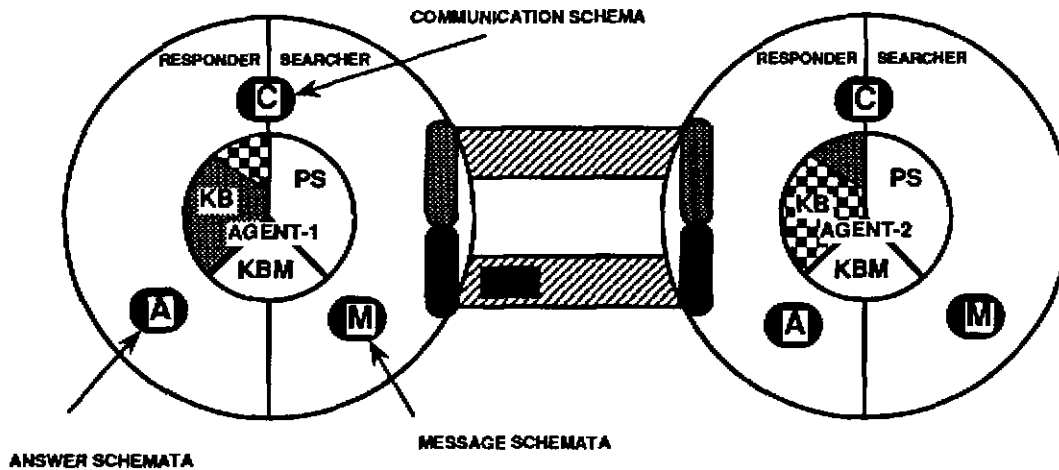 COMMUNICATION SCHEMA
RESPONDER SEARCHER
RESPONDER SEARCHER
C
C
PS
PS
KB
KB
AGENT-1
AGENT-2
KBM
KBM
A
M
A
M
MESSAGE SCHEMATA
ANSWER SCHEMATA